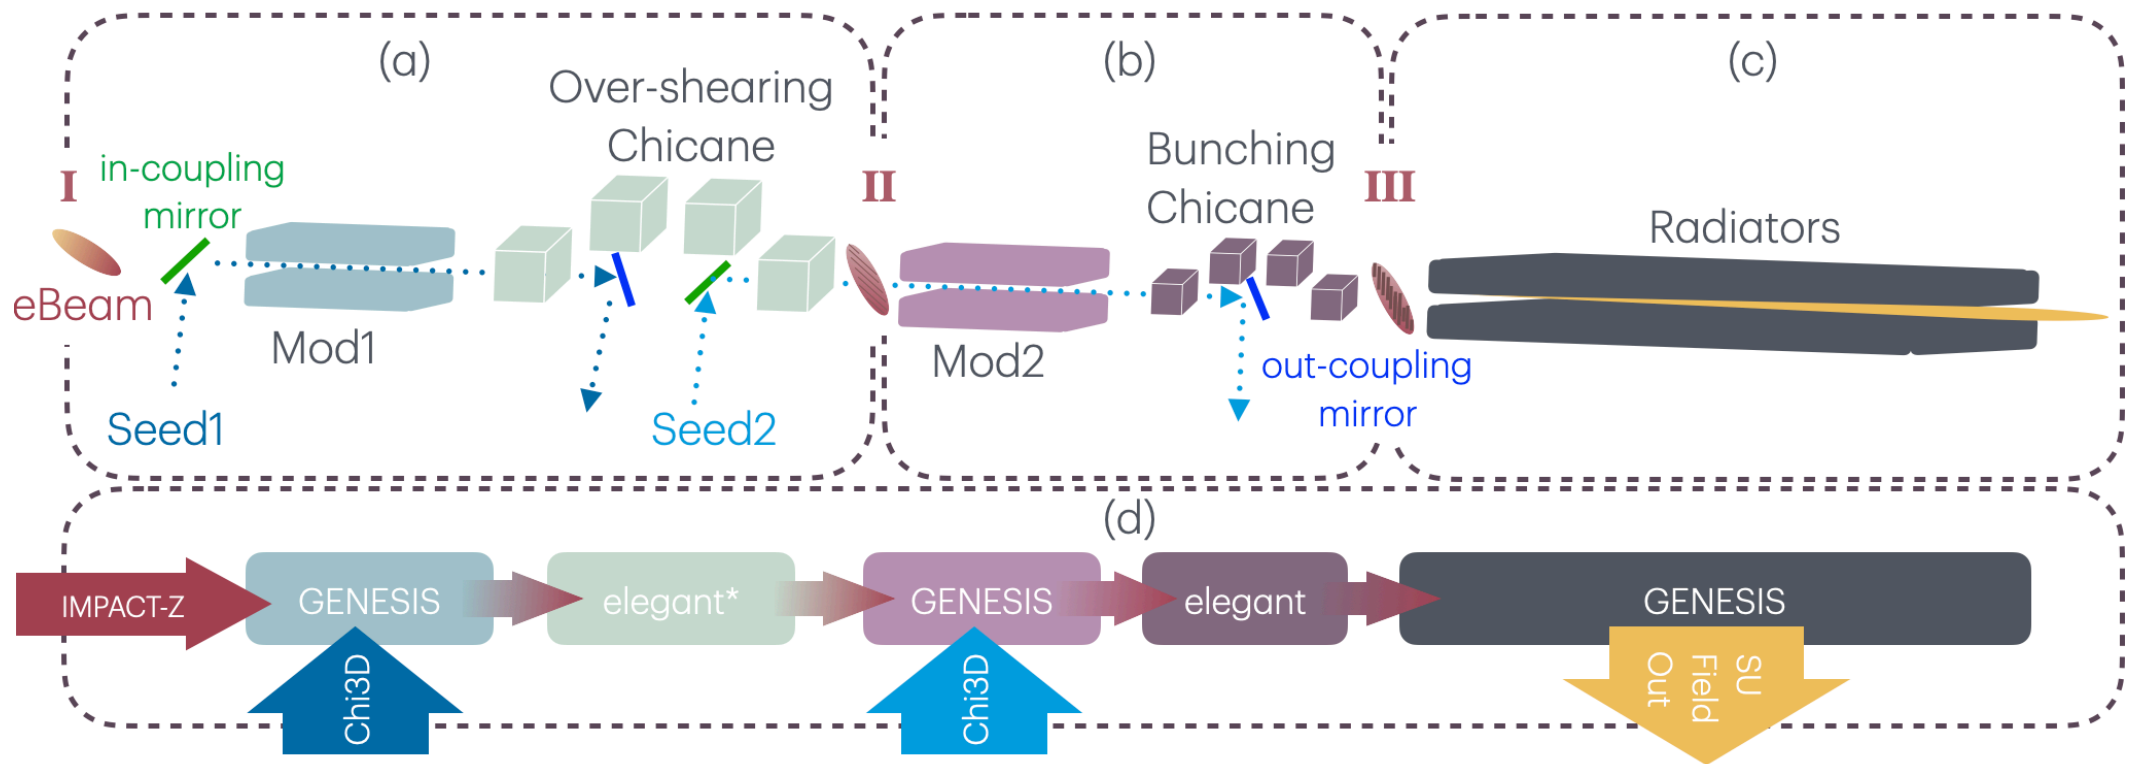 (a)
(b)
(c)
Over-shearing
Chicane
in-coupling
mirror
I
II
III
Bunching
Chicane
Radiators
eBeam
Mod1
Mod2
out-coupling
mirror
Seed1
Seed2
(d)
IMPACT-Z
GENESIS
elegant*
GENESIS
elegant
GENESIS
Chi3D
Chi3D
SU
Field
Out